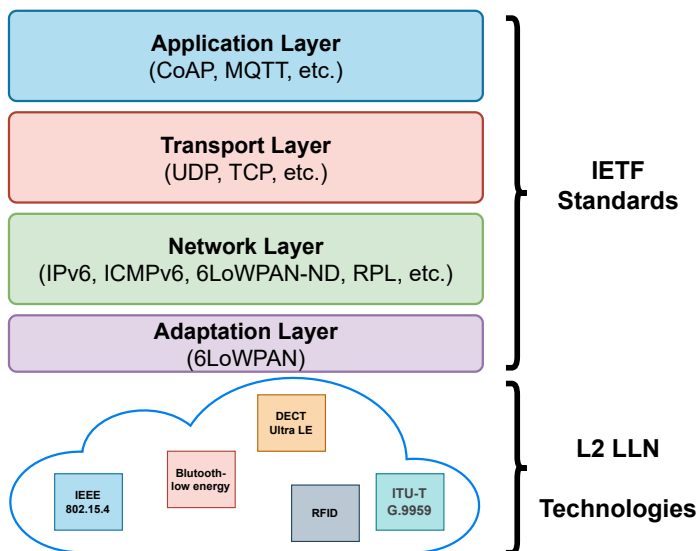 Application Layer
(CoAP, MQTT, etc.)
Transport Layer
(UDP, TCP, etc.)
Network Layer
(IPv6, ICMPv6, 6LoWPAN-ND, RPL, etc.)
Adaptation Layer
(6LoWPAN)
IETF
Standards
DECT
Ultra LE
Blutooth-
low energy
IEEE
802.15.4
RFID
ITU-T
G.9959
L2 LLN
Technologies